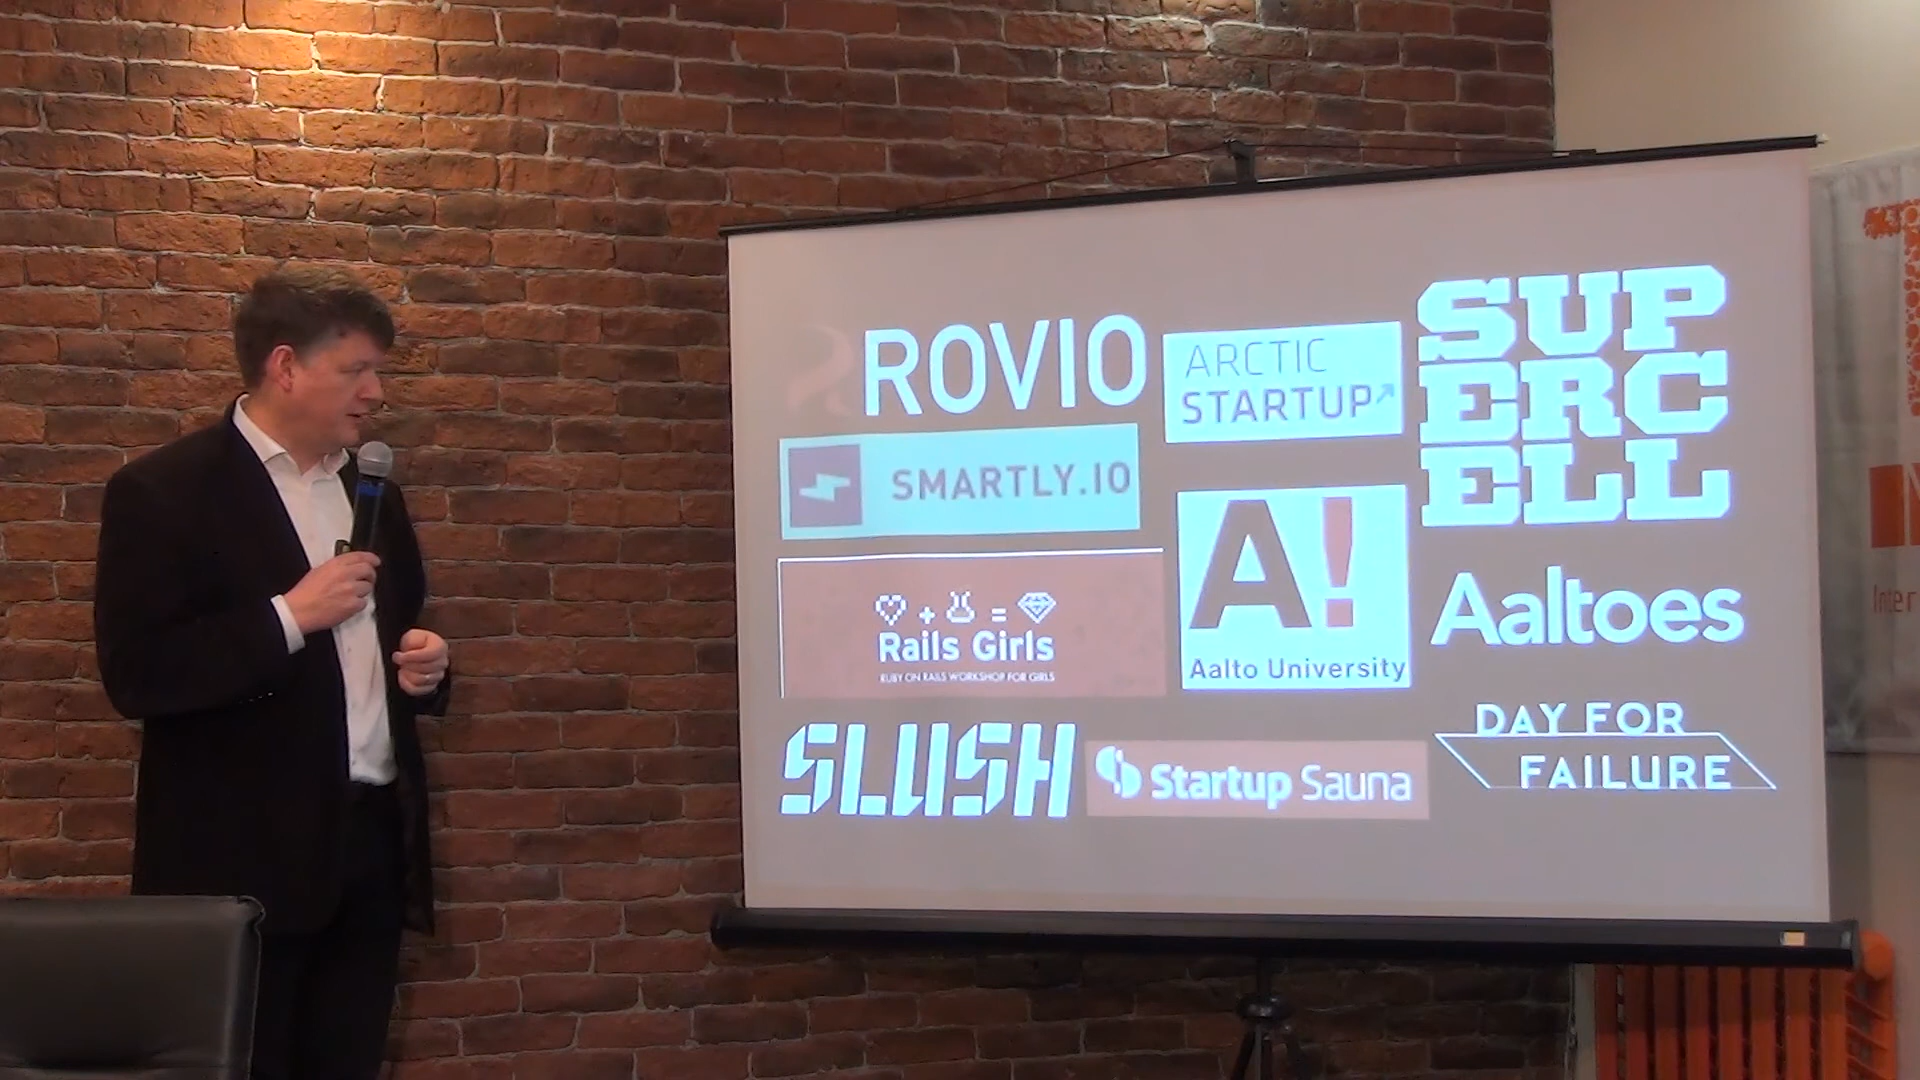 ROVIO
ARCTIC
STARTUP
SUP
ERC
ELL
SMARTLY.IO
A!
Aalto University
Rails Girls
RUBY ON RAILS WORKSHOP FOR GIRLS
Aaltoes
SLUSH
Startup Sauna
DAY FOR
FAILURE
Inter